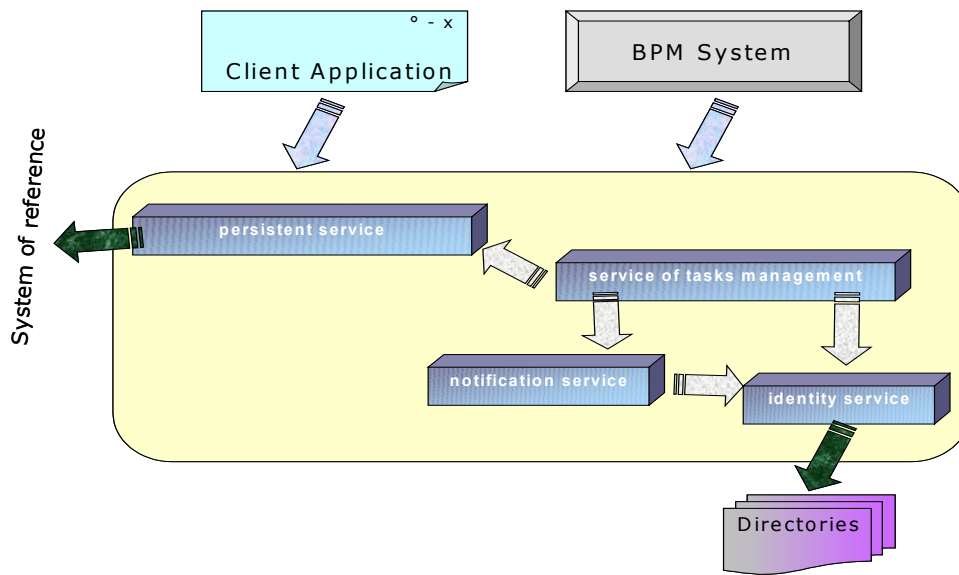 ° - x
Client Application
BPM System
System of reference
persistent service
service of tasks management
notification service
identity service
Directories